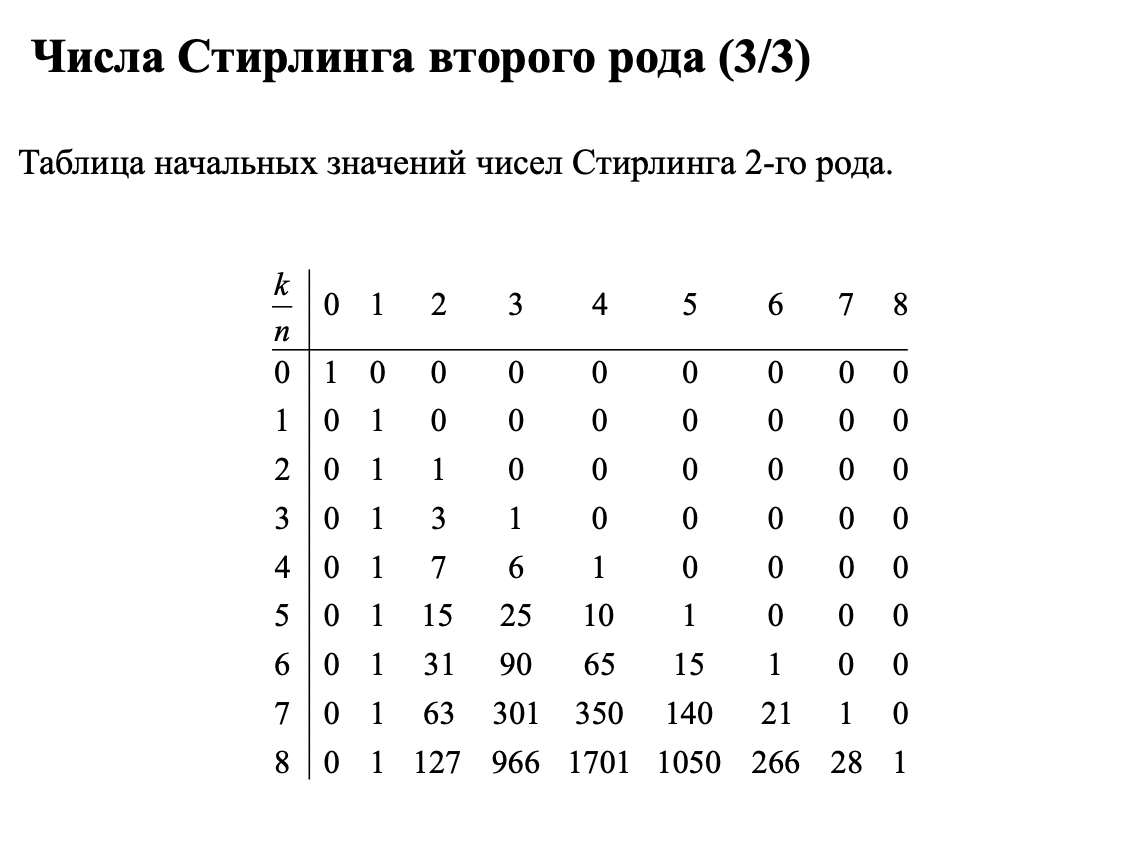 Числа Стирлинга второго рода (3/3)
Таблица начальных значений чисел Стирлинга 2-го рода.
k
n
0 1 2 3 4 5 6 7 8
0 1 0 0 0 0 0 0 0 0
1 0 1 0 0 0 0 0 0 0
2 0 1 1 0 0 0 0 0 0
3 0 1 3 1 0 0 0 0 0
4 0 1 7 6 1 0 0 0 0
5 0 1 15 25 10 1 0 0 0
6 0 1 31 90 65 15 1 0 0
7 0 1 63 301 350 140 21 1 0
8 0 1 127 966 1701 1050 266 28 1